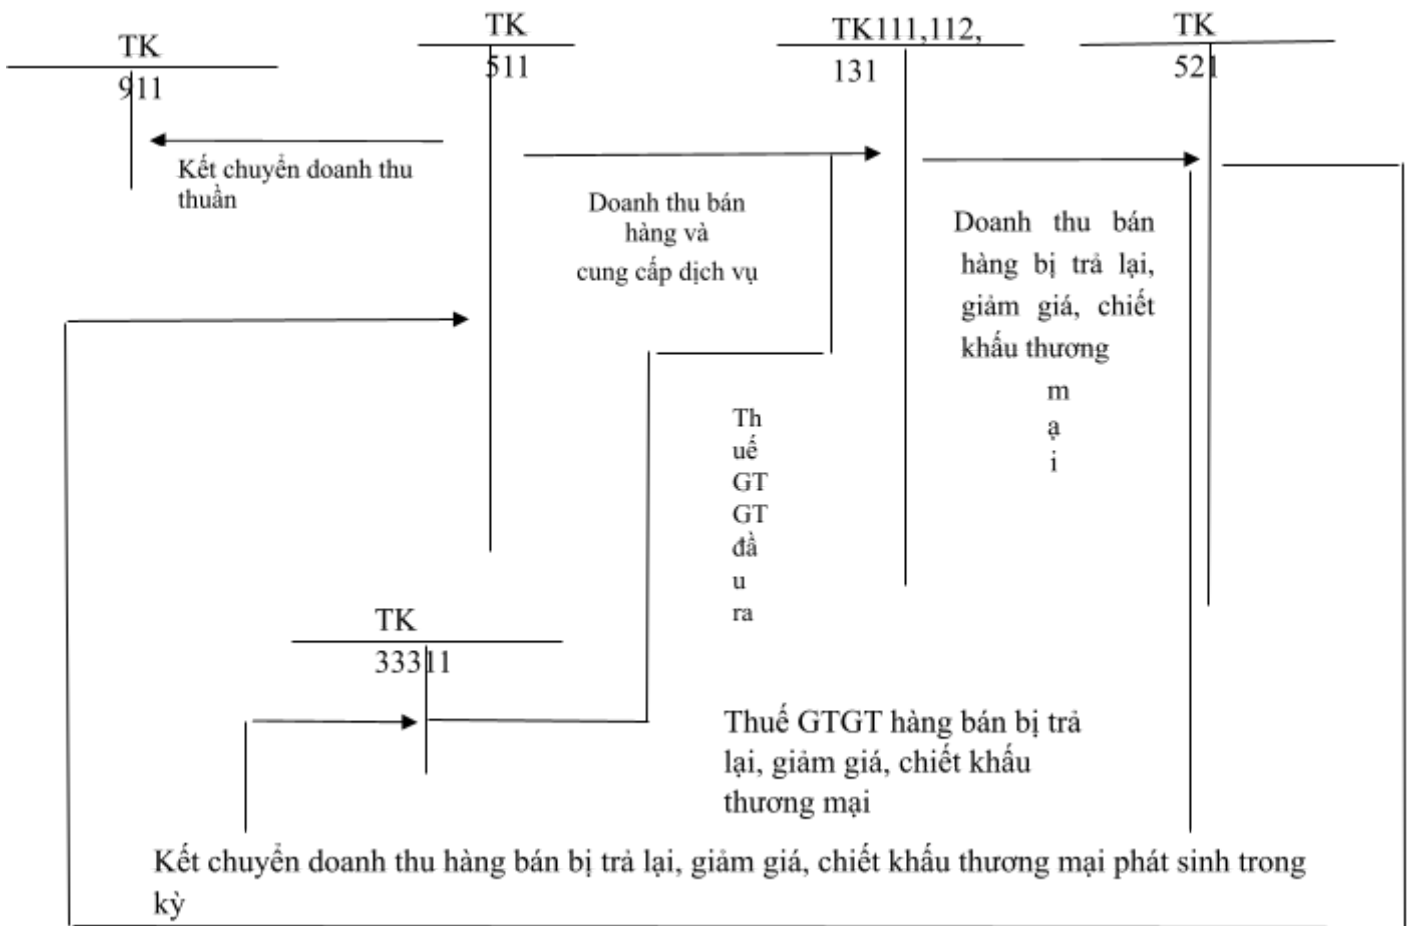 TK
911
TK
511
TK111,112,
131
TK
521
Kết chuyển doanh thu
thuần
Doanh thu bán
hàng và
cung cấp dịch vụ
Doanh thu bán
hàng bị trả lại,
giảm giá, chiết
khấu thương
m
ạ
i
Th
uế
GT
GT
đầ
u
ra
TK
33311
Thuế GTGT hàng bán bị trả
lại, giảm giá, chiết khấu
thương mại
Kết chuyển doanh thu hàng bán bị trả lại, giảm giá, chiết khấu thương mại phát sinh trong
kỳ